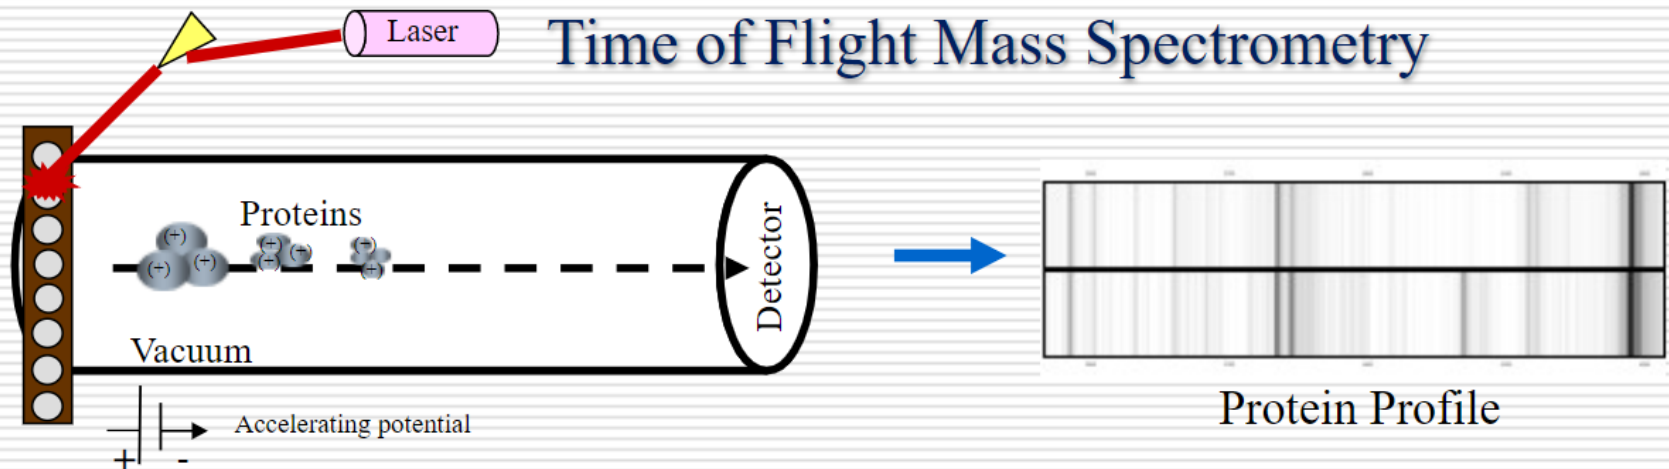 Laser
Time of Flight Mass Spectrometry
Proteins
(+)
(+)
(+)
(+)
(+)
(+)
(+)
(+)
Detector
Vacuum
Accelerating potential
+ -
Protein Profile